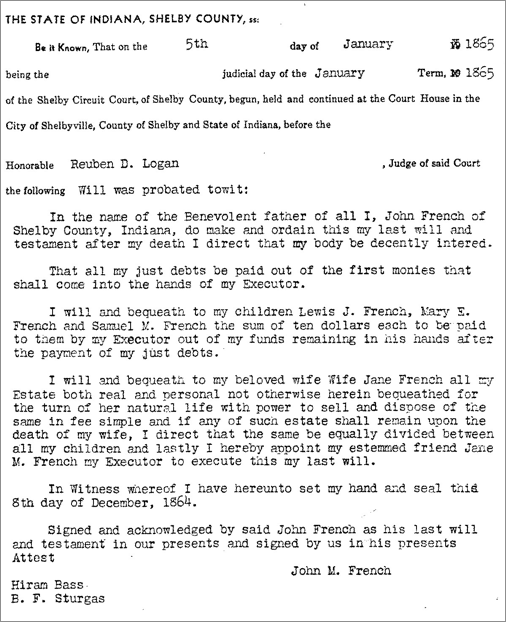 THE STATE OF INDIANA, SHELBY COUNTY, ss:
Be it Known, That on the 5th day of January 1865
being the judicial day of the January Term, 1865
of the Shelby Circuit Court, of Shelby County, begun, held and continued at the Court House in the
City of Shelbyville, County of Shelby and State of Indiana, before the
Honorable Reuben D. Logan , Judge of said Court
the following Will was probated towit:
In the name of the Benevolent father of all I, John French of
Shelby County, Indiana, do make and ordain this my last will and
testament after my death I direct that my body be decently intered.
That all my just debts be paid out of the first monies that
shall come into the hands of my Executor.
I will and bequeath to my children Lewis J. French, Mary E.
French and Samuel M. French the sum of ten dollars each to be paid
to them by my Executor out of my funds remaining in his hands after
the payment of my just debts.
I will and bequeath to my beloved wife Wife Jane French all my
Estate both real and personal not otherwise herein bequeathed for
the turn of her natural life with power to sell and dispose of the
same in fee simple and if any of such estate shall remain upon the
death of my wife, I direct that the same be equally divided between
all my children and lastly I hereby appoint my estemmed friend Jane
M. French my Executor to execute this my last will.
In Witness whereof I have hereunto set my hand and seal thid
8th day of December, 1864.
Signed and acknowledged by said John French as his last will
and testament in our presents and signed by us in his presents
Attest
John M. French
Hiram Bass
B. F. Sturgas